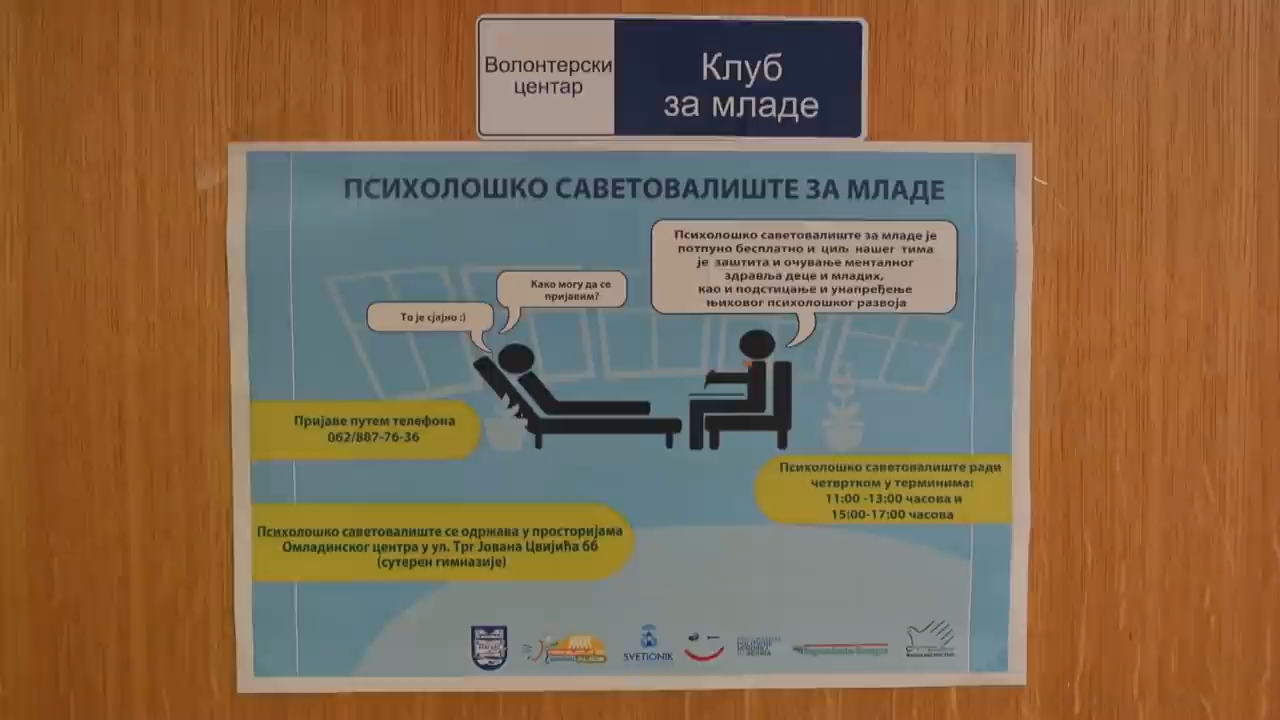 Волонтерски
центар
Клуб
за младе
ПСИХОЛОШКО САВЕТОВАЛИШТЕ ЗА МЛАДЕ
Психолошко саветовалиште за младе је
потпуно бесплатно и циљ нашег тима
је заштита и очување менталног
здравља деце и младих,
као и подстицање и унапређење
њиховог психолошког развоја
Како могу да се
пријавим?
То је сјајно :)
Пријаве путем телефона
062/887-76-36
Психолошко саветовалиште ради
четвртком у терминима:
11:00 -13:00 часова и
15:00-17:00 часова
Психолошко саветовалиште се одржава у просторијама
Омладинског центра у ул. Трг Јована Цвијића бб
(сутерен гимназије)
SVETIONIK